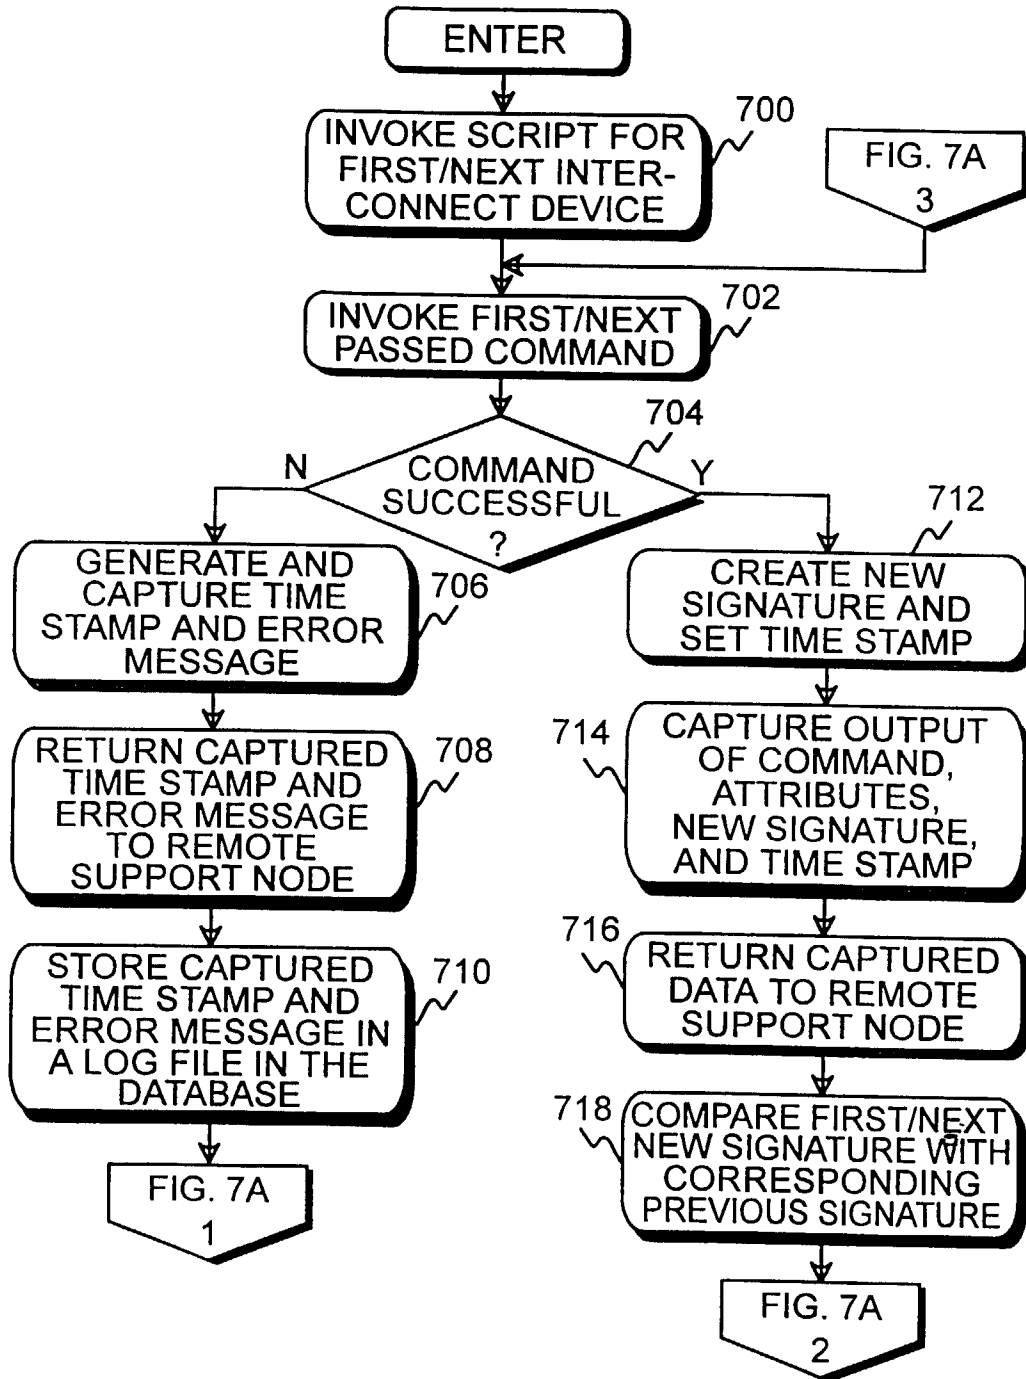 ENTER
700
INVOKE SCRIPT FOR
FIRST/NEXT INTER-
CONNECT DEVICE
FIG. 7A
3
702
INVOKE FIRST/NEXT
PASSED COMMAND
704
N
COMMAND
SUCCESSFUL
?
Y
GENERATE AND
CAPTURE TIME
STAMP AND ERROR
MESSAGE
706
RETURN CAPTURED
TIME STAMP AND
ERROR MESSAGE
TO REMOTE
SUPPORT NODE
708
STORE CAPTURED
TIME STAMP AND
ERROR MESSAGE IN
A LOG FILE IN THE
DATABASE
710
FIG. 7A
1
712
CREATE NEW
SIGNATURE AND
SET TIME STAMP
714
CAPTURE OUTPUT
OF COMMAND,
ATTRIBUTES,
NEW SIGNATURE,
AND TIME STAMP
716
RETURN CAPTURED
DATA TO REMOTE
SUPPORT NODE
718
COMPARE FIRST/NEXT
NEW SIGNATURE WITH
CORRESPONDING
PREVIOUS SIGNATURE
FIG. 7A
2